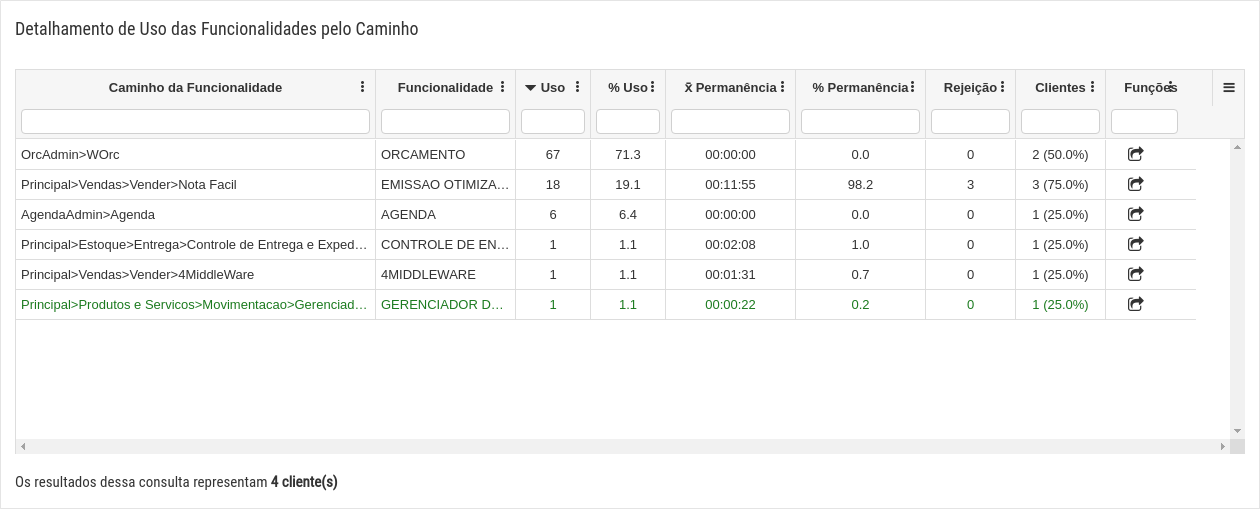 Detalhamento de Uso das Funcionalidades pelo Caminho
Caminho da Funcionalidade Funcionalidade Uso % Uso x̄ Permanência % Permanência Rejeição Clientes Funções
OrcAdmin>WOrc ORCAMENTO 67 71.3 00:00:00 0.0 0 2 (50.0%)
Principal>Vendas>Vender>Nota Facil EMISSAO OTIMIZA... 18 19.1 00:11:55 98.2 3 3 (75.0%)
AgendaAdmin>Agenda AGENDA 6 6.4 00:00:00 0.0 0 1 (25.0%)
Principal>Estoque>Entrega>Controle de Entrega e Exped... CONTROLE DE EN... 1 1.1 00:02:08 1.0 0 1 (25.0%)
Principal>Vendas>Vender>4MiddleWare 4MIDDLEWARE 1 1.1 00:01:31 0.7 0 1 (25.0%)
Principal>Produtos e Servicos>Movimentacao>Gerenciad... GERENCIADOR D... 1 1.1 00:00:22 0.2 0 1 (25.0%)
Os resultados dessa consulta representam 4 cliente(s)